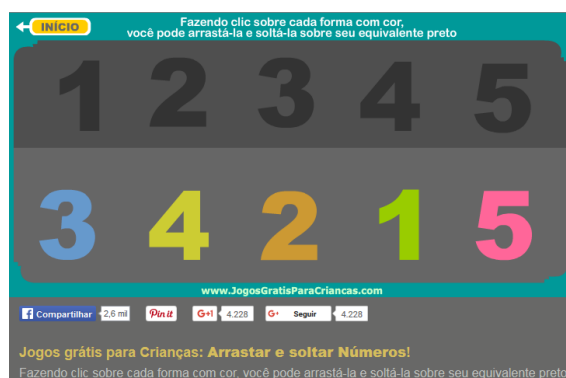 INÍCIO
Fazendo clic sobre cada forma com cor,
você pode arrastá-la e soltá-la sobre seu equivalente preto
1 2 3 4 5
3 4 2 1 5
www.JogosGratisParaCriancas.com
f Compartilhar 2,6 mil Pin it G+1 4.228 G+ Seguir 4.228
Jogos grátis para Crianças: Arrastar e soltar Números!
Fazendo clic sobre cada forma com cor, você pode arrastá-la e soltá-la sobre seu equivalente preto